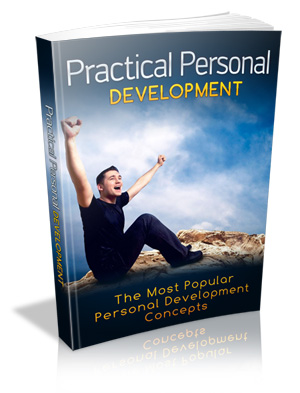 Practical Personal
DEVELOPMENT
The Most Popular
Personal Development
Concepts
Practical Personal DEVELOPMENT